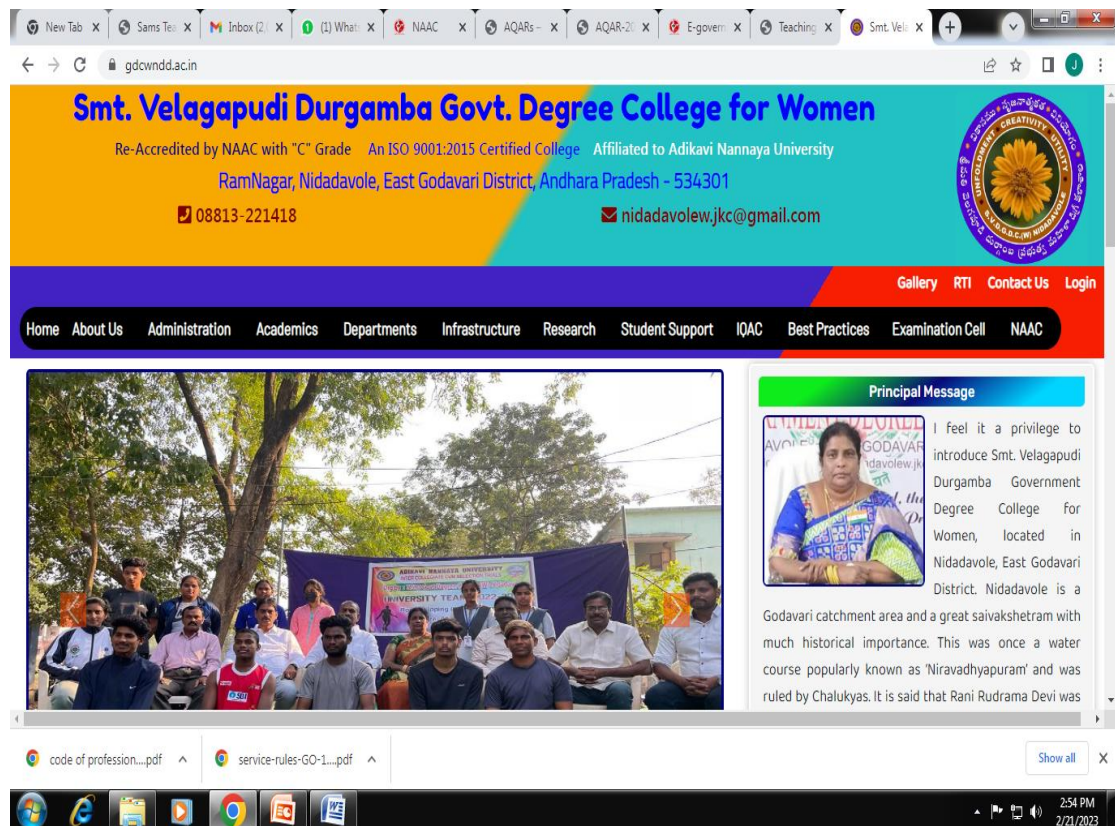 New Tab
Sams Tea
Inbox (2,
(1) Whats
NAAC
AQARs –
AQAR-20
E-govern
Teaching
Smt. Vela
gdcwndd.ac.in
J
Smt. Velagapudi Durgamba Govt. Degree College for Women
Re-Accredited by NAAC with "C" Grade An ISO 9001:2015 Certified College Affiliated to Adikavi Nannaya University
RamNagar, Nidadavole, East Godavari District, Andhara Pradesh - 534301
08813-221418
nidadavolew.jkc@gmail.com
UNFOLDMENT CREATIVITY UTILITY
S.V.D.G.D.C.(W) NIDADAVOLE
Gallery RTI Contact Us Login
Home About Us Administration Academics Departments Infrastructure Research Student Support IQAC Best Practices Examination Cell NAAC
ADIKAVI NANNAYA UNIVERSITY
UNIVERSITY TEAM 2022
SBI
Principal Message
GODAVAR
I feel it a privilege to
introduce Smt. Velagapudi
Durgamba Government
Degree College for
Women, located in
Nidadavole, East Godavari
District. Nidadavole is a
Godavari catchment area and a great saivakshetram with
much historical importance. This was once a water
course popularly known as 'Niravadhyapuram' and was
ruled by Chalukyas. It is said that Rani Rudrama Devi was
code of profession....pdf
service-rules-GO-1....pdf
Show all
2:54 PM
2/21/2023